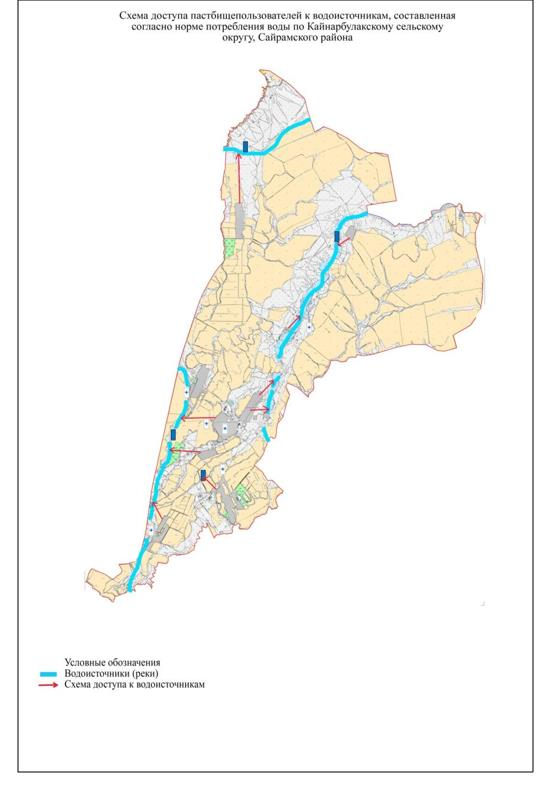 Схема доступа пастбищепользователей к водоисточникам, составленная
согласно норме потребления воды по Кайнарбулакскому сельскому
округу, Сайрамского района
Условные обозначения
Водоисточники (реки)
Схема доступа к водоисточникам